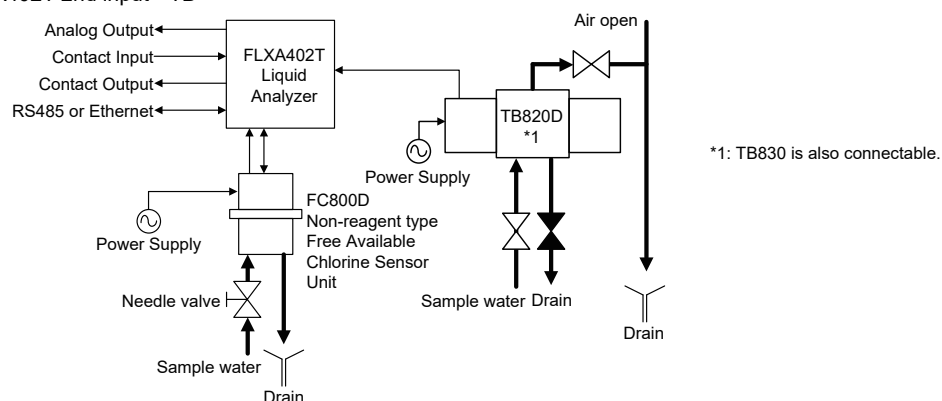 Analog Output
Contact Input
Contact Output
RS485 or Ethernet
FLXA402T
Liquid
Analyzer
Air open
TB820D
*1
*1: TB830 is also connectable.
Power Supply
FC800D
Non-reagent type
Free Available
Chlorine Sensor
Unit
Power Supply
Needle valve
Sample water
Drain
Sample water
Drain
Drain